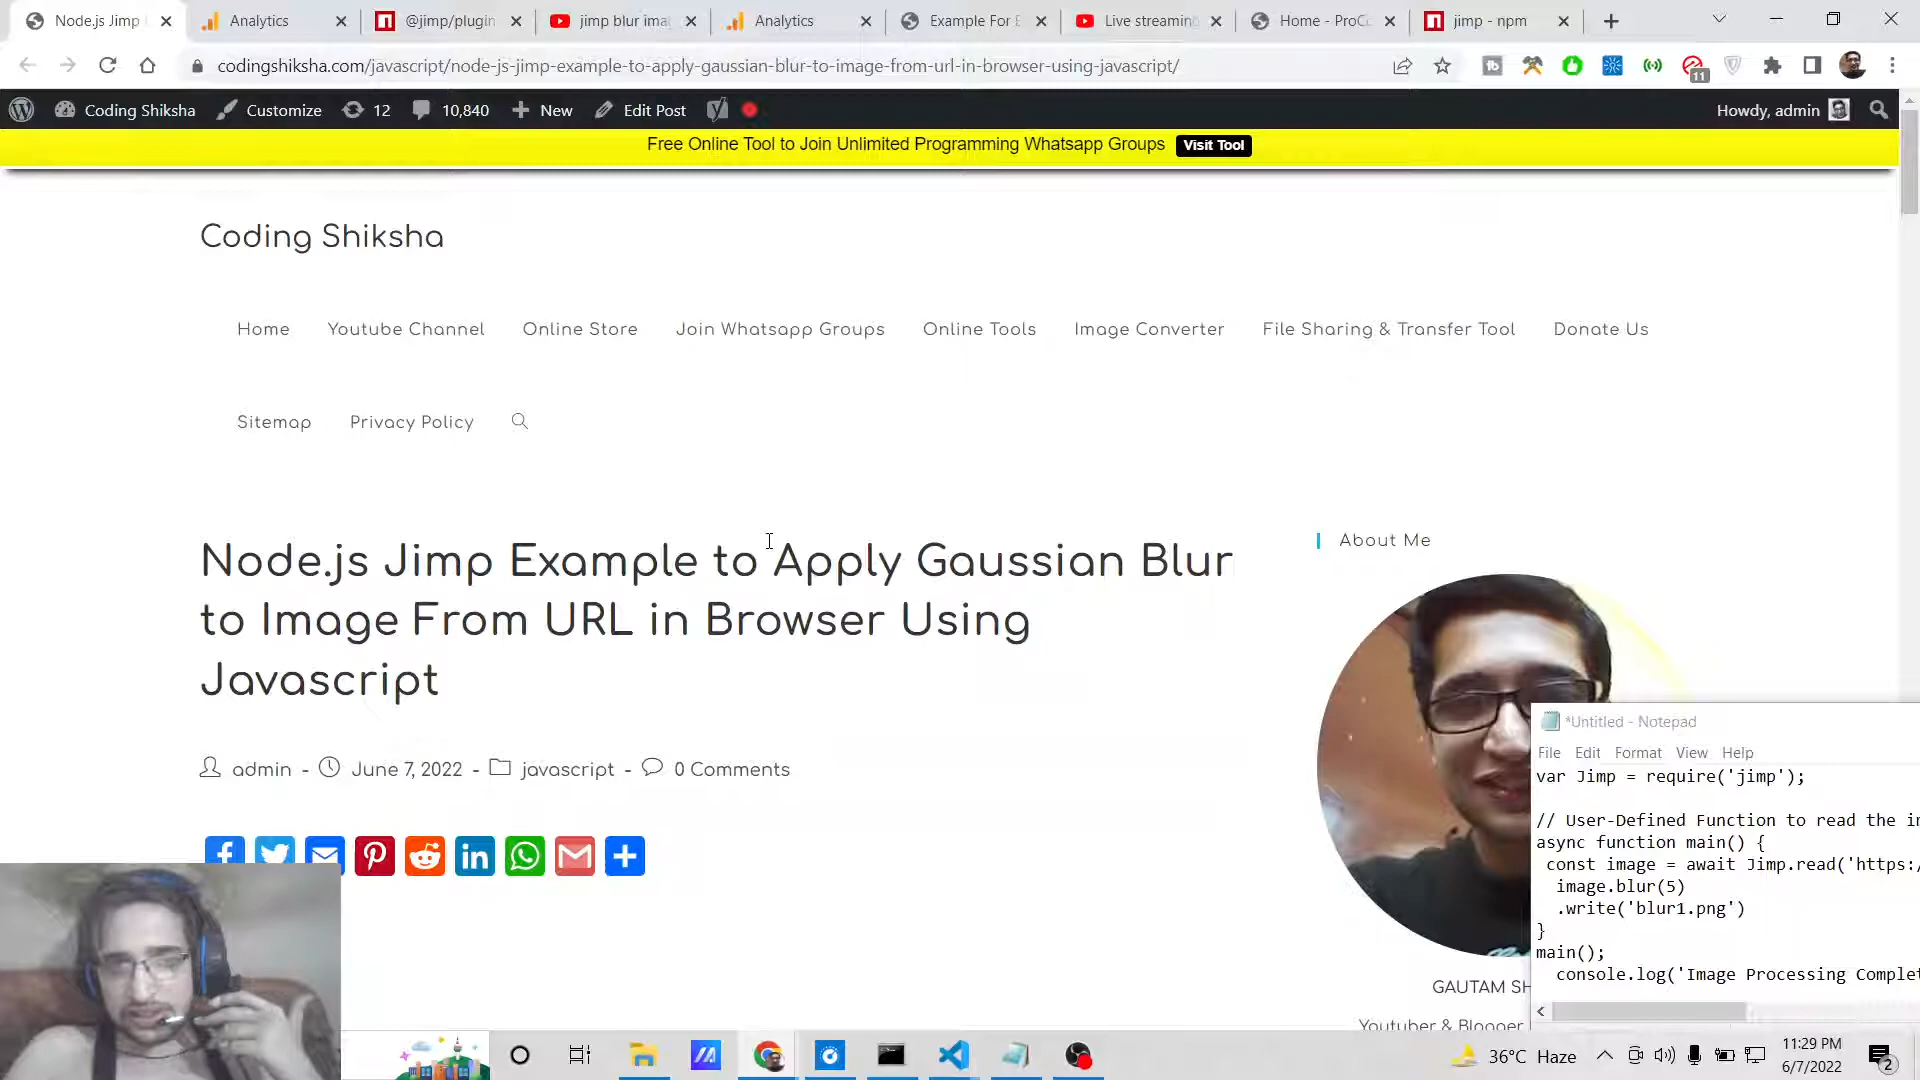 Node.js Jimp
Analytics
@jimp/plugin
jimp blur ima
Analytics
Example For
Live streaming
Home - ProCo
jimp - npm
codingshiksha.com/javascript/node-js-jimp-example-to-apply-gaussian-blur-to-image-from-url-in-browser-using-javascript/
11
Coding Shiksha
Customize
12
10,840
New
Edit Post
Howdy, admin
Free Online Tool to Join Unlimited Programming Whatsapp Groups Visit Tool
Coding Shiksha
Home
Youtube Channel
Online Store
Join Whatsapp Groups
Online Tools
Image Converter
File Sharing & Transfer Tool
Donate Us
Sitemap
Privacy Policy
Node.js Jimp Example to Apply Gaussian Blur
to Image From URL in Browser Using
Javascript
admin - June 7, 2022 - javascript - 0 Comments
About Me
GAUTAM SH
Youtuber & Blogger
*Untitled - Notepad
File Edit Format View Help
var Jimp = require('jimp');
// User-Defined Function to read the
async function main() {
const image = await Jimp.read('https:/
image.blur(5)
.write('blur1.png')
}
main();
console.log('Image Processing Complet
36°C Haze
11:29 PM
6/7/2022
2